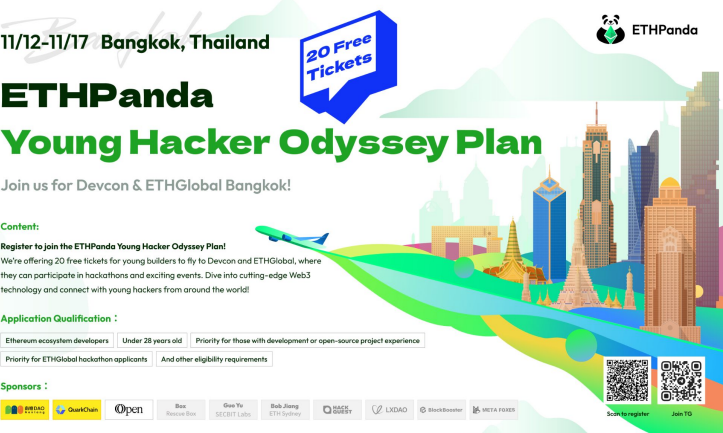 11/12-11/17 Bangkok, Thailand
20 Free
Tickets
ETHPanda
ETHPanda
Young Hacker Odyssey Plan
Join us for Devcon & ETHGlobal Bangkok!
Content:
Register to join the ETHPanda Young Hacker Odyssey Plan!
We're offering 20 free tickets for young builders to fly to Devcon and ETHGlobal, where
they can participate in hackathons and exciting events. Dive into cutting-edge Web3
technology and connect with young hackers from around the world!
Application Qualification：
Ethereum ecosystem developers
Under 28 years old
Priority for those with development or open-source project experience
Priority for ETHGlobal hackathon applicants
And other eligibility requirements
Scan to register
Join TG
Sponsors：
QuarkChain
Open
Rescue Bao
Guo Yu
SECBIT Labs
Bob Jiang
ETH Sydney
HACK
QUEST
LXDAO
BlockBooster
META FOXES